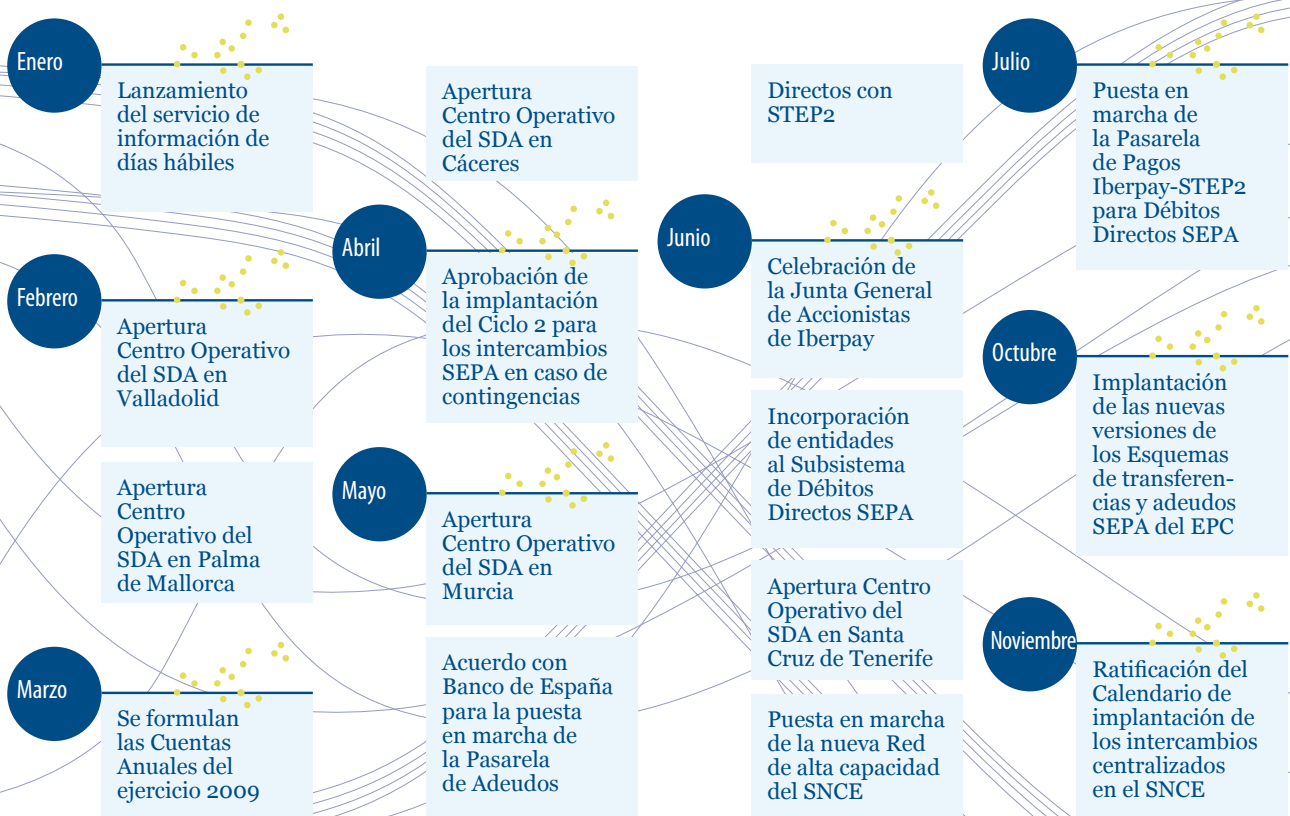 Enero
Lanzamiento
del servicio de
información de
días hábiles
Febrero
Apertura
Centro Operativo
del SDA en
Valladolid
Apertura
Centro
Operativo del
SDA en Palma
de Mallorca
Marzo
Se formulan
las Cuentas
Anuales del
ejercicio 2009
Apertura
Centro Operativo
del SDA en
Cáceres
Abril
Aprobación de
la implantación
del Ciclo 2 para
los intercambios
SEPA en caso de
contingencias
Mayo
Apertura
Centro Operativo
del SDA en
Murcia
Acuerdo con
Banco de España
para la puesta
en marcha de
la Pasarela
de Adeudos
Directos con
STEP2
Junio
Celebración de
la Junta General
de Accionistas
de Iberpay
Incorporación
de entidades
al Subsistema
de Débitos
Directos SEPA
Apertura Centro
Operativo del
SDA en Santa
Cruz de Tenerife
Puesta en marcha
de la nueva Red
de alta capacidad
del SNCE
Julio
Puesta en
marcha de
la Pasarela
de Pagos
Iberpay-STEP2
para Débitos
Directos SEPA
Octubre
Implantación
de las nuevas
versiones de
los Esquemas
de transferen-
cias y adeudos
SEPA del EPC
Noviembre
Ratificación del
Calendario de
implantación de
los intercambios
centralizados
en el SNCE